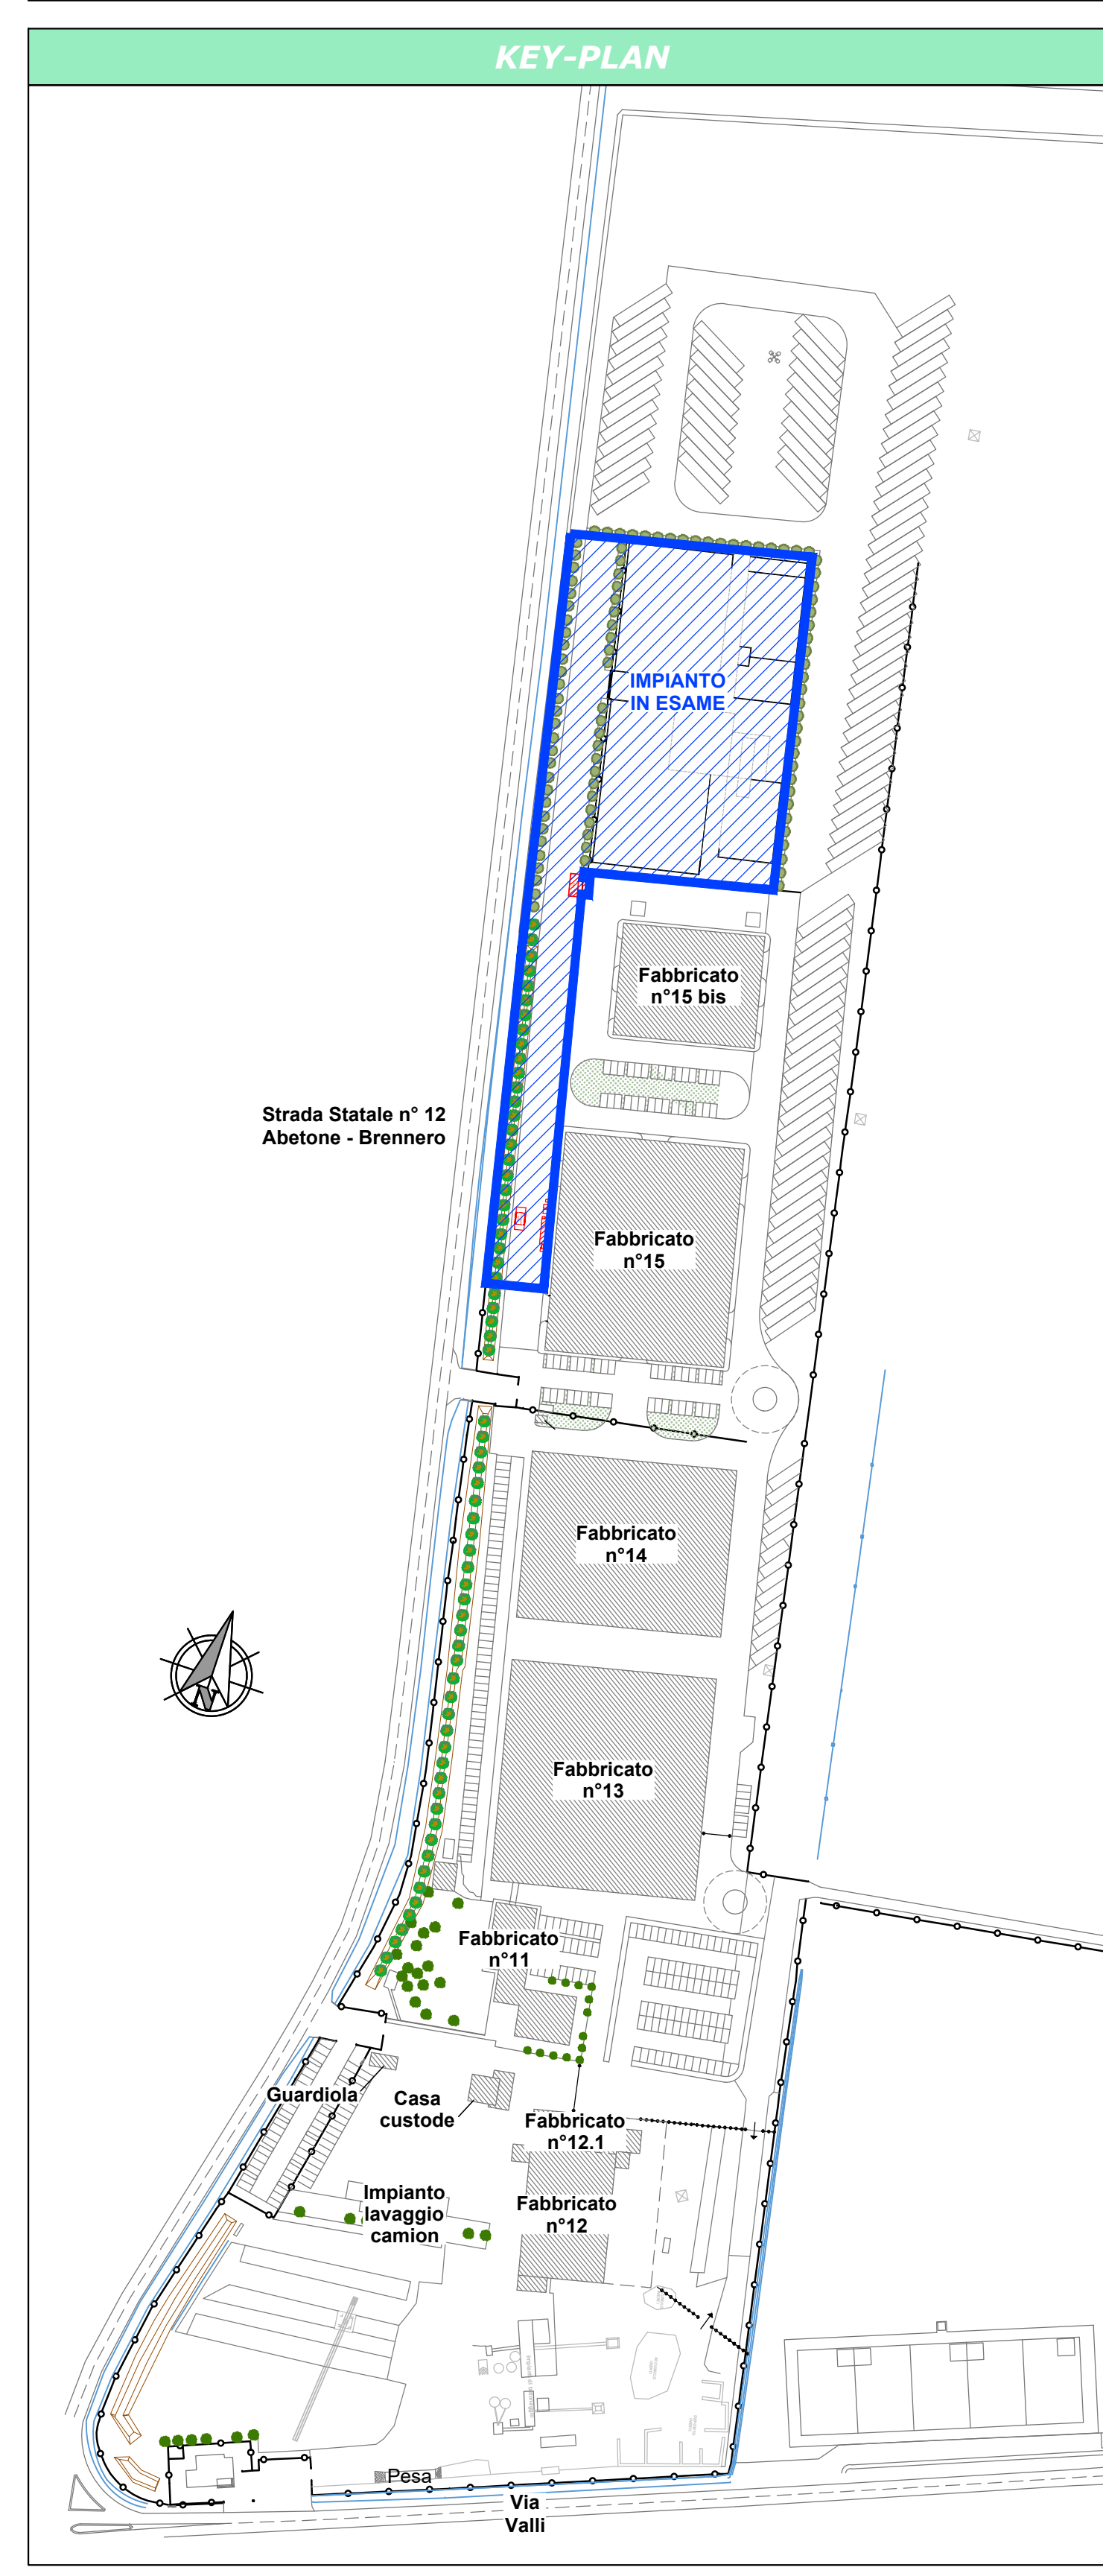 KEY-PLAN
IMPIANTO
IN ESAME
Fabbricato
n°15 bis
Strada Statale n° 12
Abetone - Brennero
Fabbricato
n°15
Fabbricato
n°14
N
Fabbricato
n°13
Fabbricato
n°11
Guardiola
Casa
custode
Fabbricato
n°12.1
Impianto
lavaggio
camion
Fabbricato
n°12
Pesa
Via
Valli